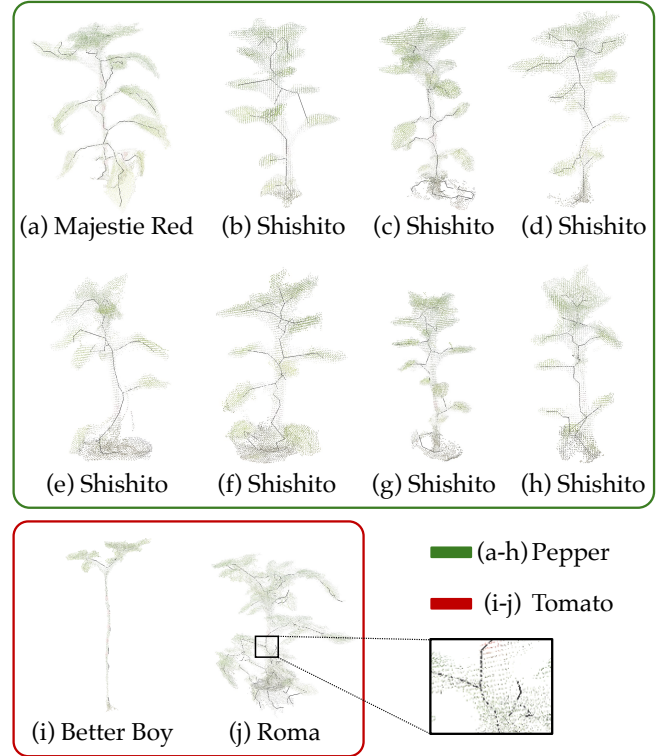 (a) Majestie Red (b) Shishito (c) Shishito (d) Shishito
(e) Shishito (f) Shishito (g) Shishito (h) Shishito
(a-h) Pepper
(i-j) Tomato
(i) Better Boy (j) Roma